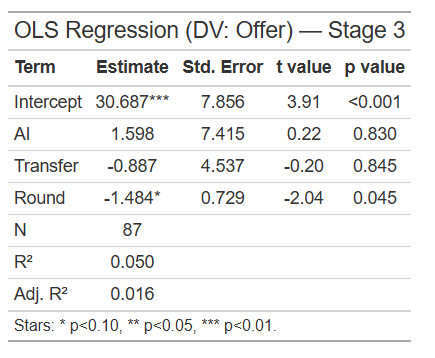 OLS Regression (DV: Offer) — Stage 3
Term Estimate Std. Error t value p value
Intercept 30.687*** 7.856 3.91 <0.001
AI 1.598 7.415 0.22 0.830
Transfer -0.887 4.537 -0.20 0.845
Round -1.484* 0.729 -2.04 0.045
N 87
R² 0.050
Adj. R² 0.016
Stars: * p<0.10, ** p<0.05, *** p<0.01.